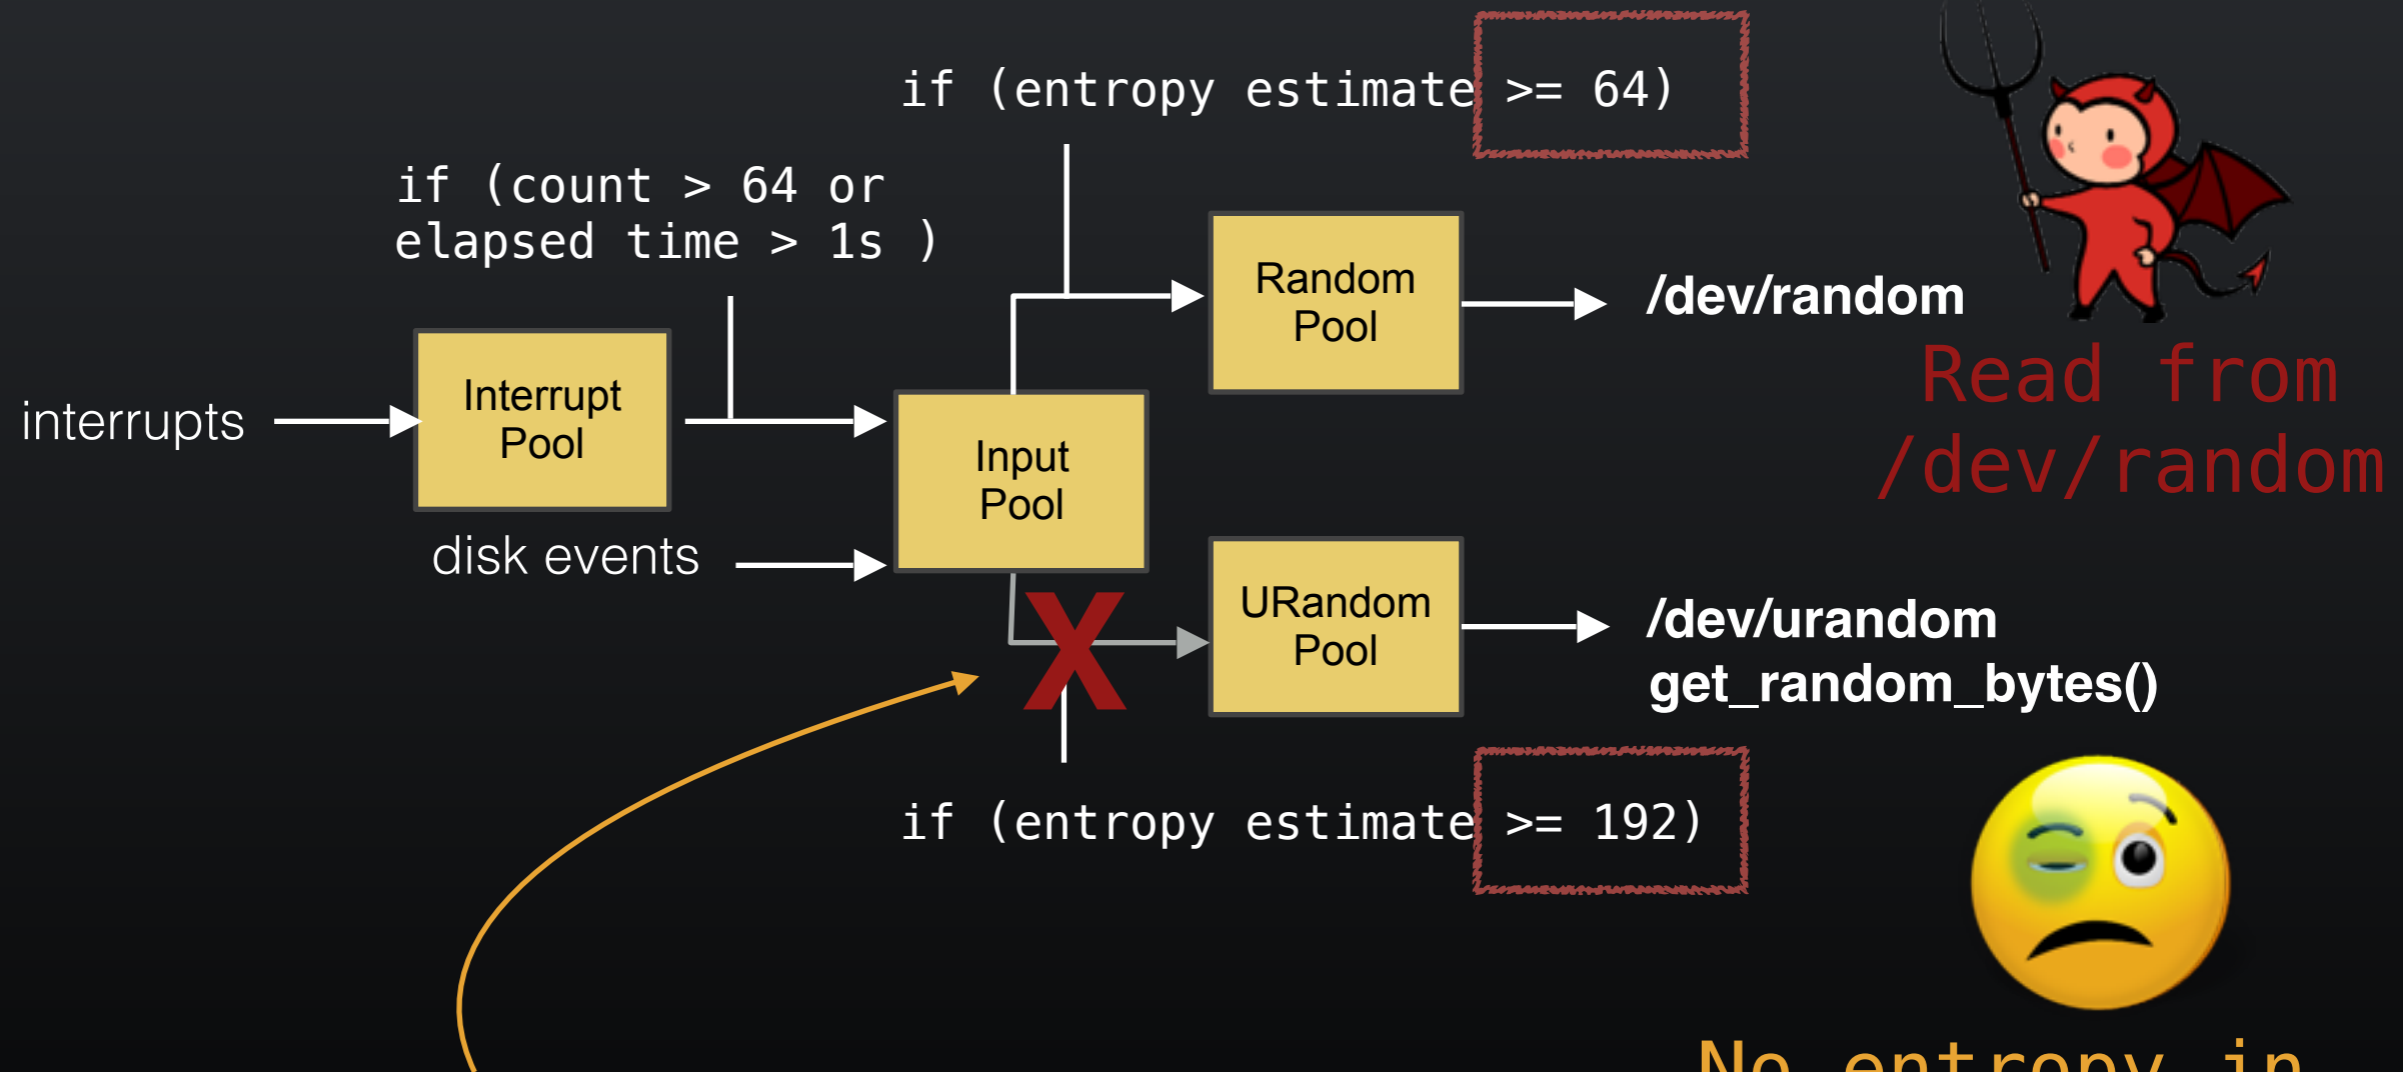 if (entropy estimate >= 64)
if (count > 64 or
elapsed time > 1s )
Random
Pool
/dev/random
Read from
/dev/random
interrupts
Interrupt
Pool
Input
Pool
disk events
X
URandom
Pool
/dev/urandom
get_random_bytes()
if (entropy estimate >= 192)
No entropy in